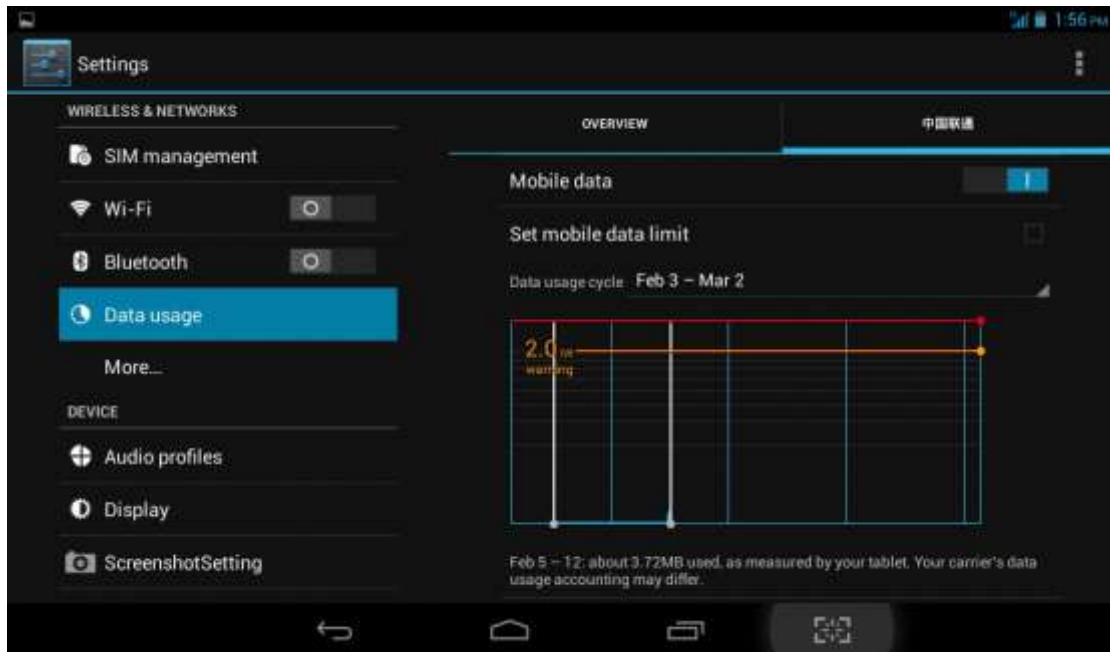 1:56 PM
Settings
WIRELESS & NETWORKS
SIM management
Wi-Fi
Bluetooth
Data usage
More...
DEVICE
Audio profiles
Display
ScreenshotSetting
OVERVIEW
中国联通
Mobile data
Set mobile data limit
Data usage cycle Feb 3 – Mar 2
2.0
warning
Feb 5 – 12: about 3.72MB used, as measured by your tablet. Your carrier's data
usage accounting may differ.